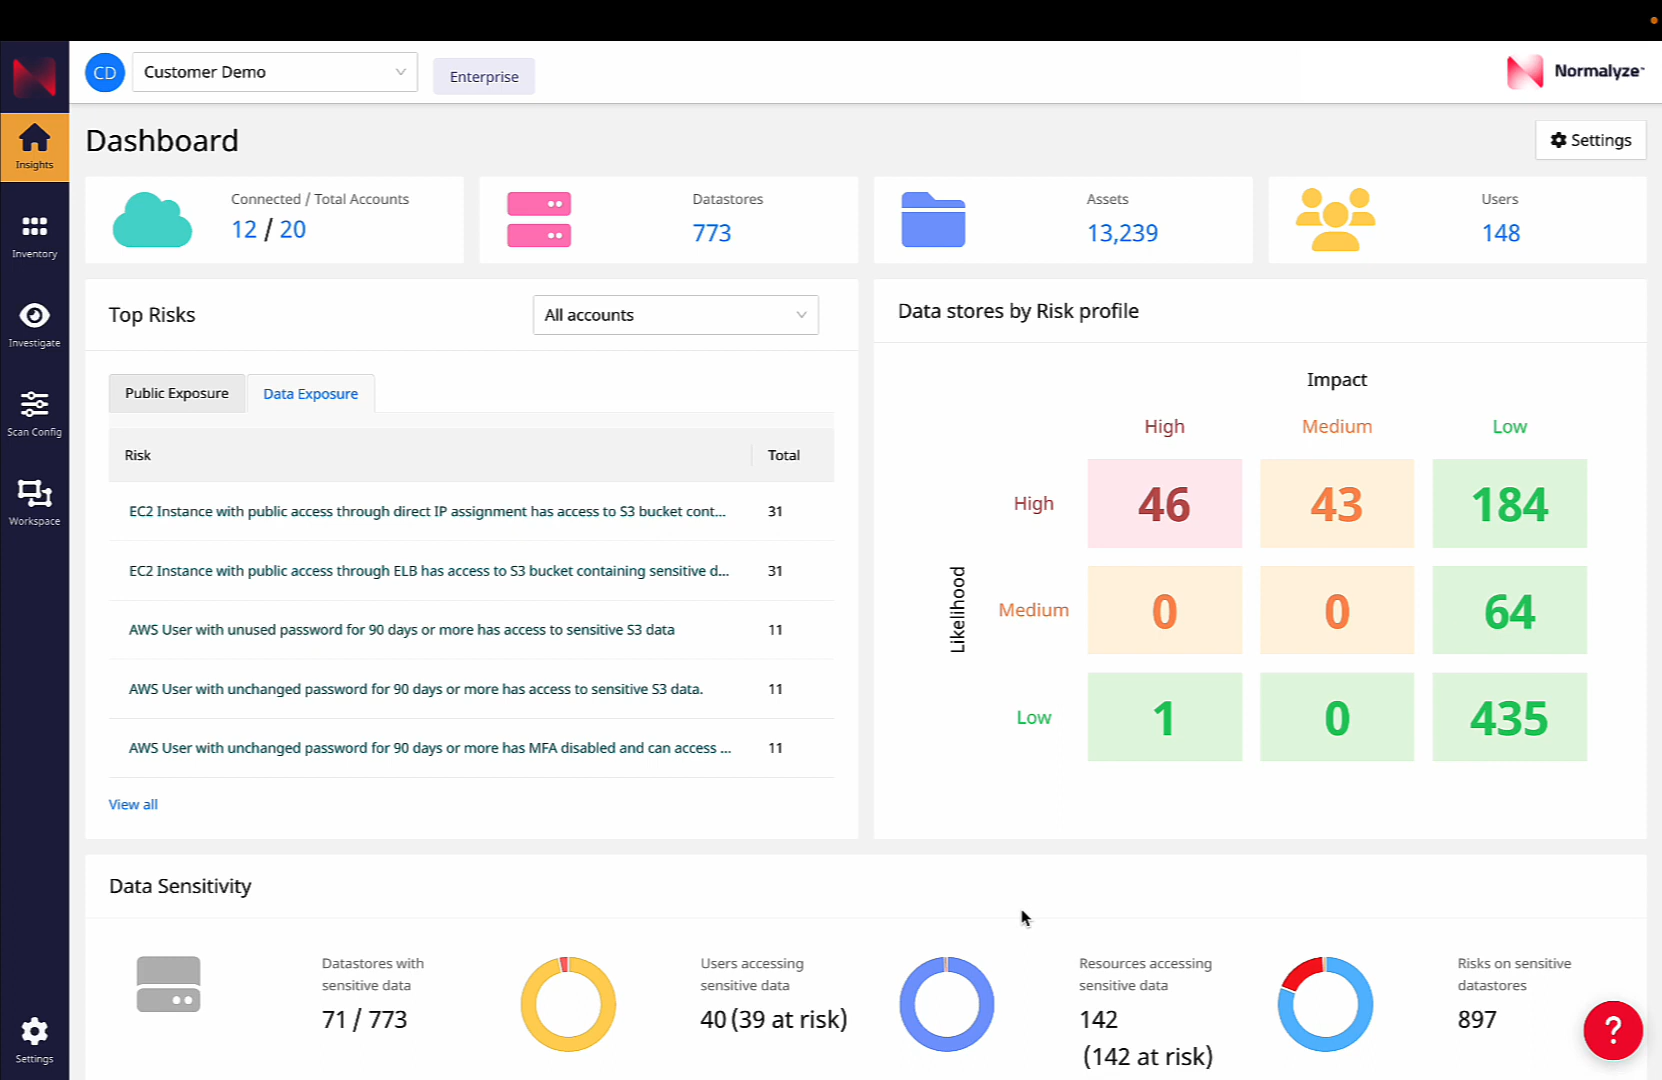 CD
Customer Demo
Enterprise
Normalyze™
Insights
Inventory
Investigate
Scan Config
Workspace
Settings
Dashboard
Settings
Connected / Total Accounts
12 / 20
Datastores
773
Assets
13,239
Users
148
Top Risks
All accounts
Public Exposure
Data Exposure
Risk
Total
EC2 Instance with public access through direct IP assignment has access to S3 bucket cont...
31
EC2 Instance with public access through ELB has access to S3 bucket containing sensitive d...
31
AWS User with unused password for 90 days or more has access to sensitive S3 data
11
AWS User with unchanged password for 90 days or more has access to sensitive S3 data.
11
AWS User with unchanged password for 90 days or more has MFA disabled and can access ...
11
View all
Data stores by Risk profile
Impact
High
Medium
Low
Likelihood
High
46
43
184
Medium
0
0
64
Low
1
0
435
Data Sensitivity
Datastores with
sensitive data
71 / 773
Users accessing
sensitive data
40 (39 at risk)
Resources accessing
sensitive data
142
(142 at risk)
Risks on sensitive
datastores
897
?